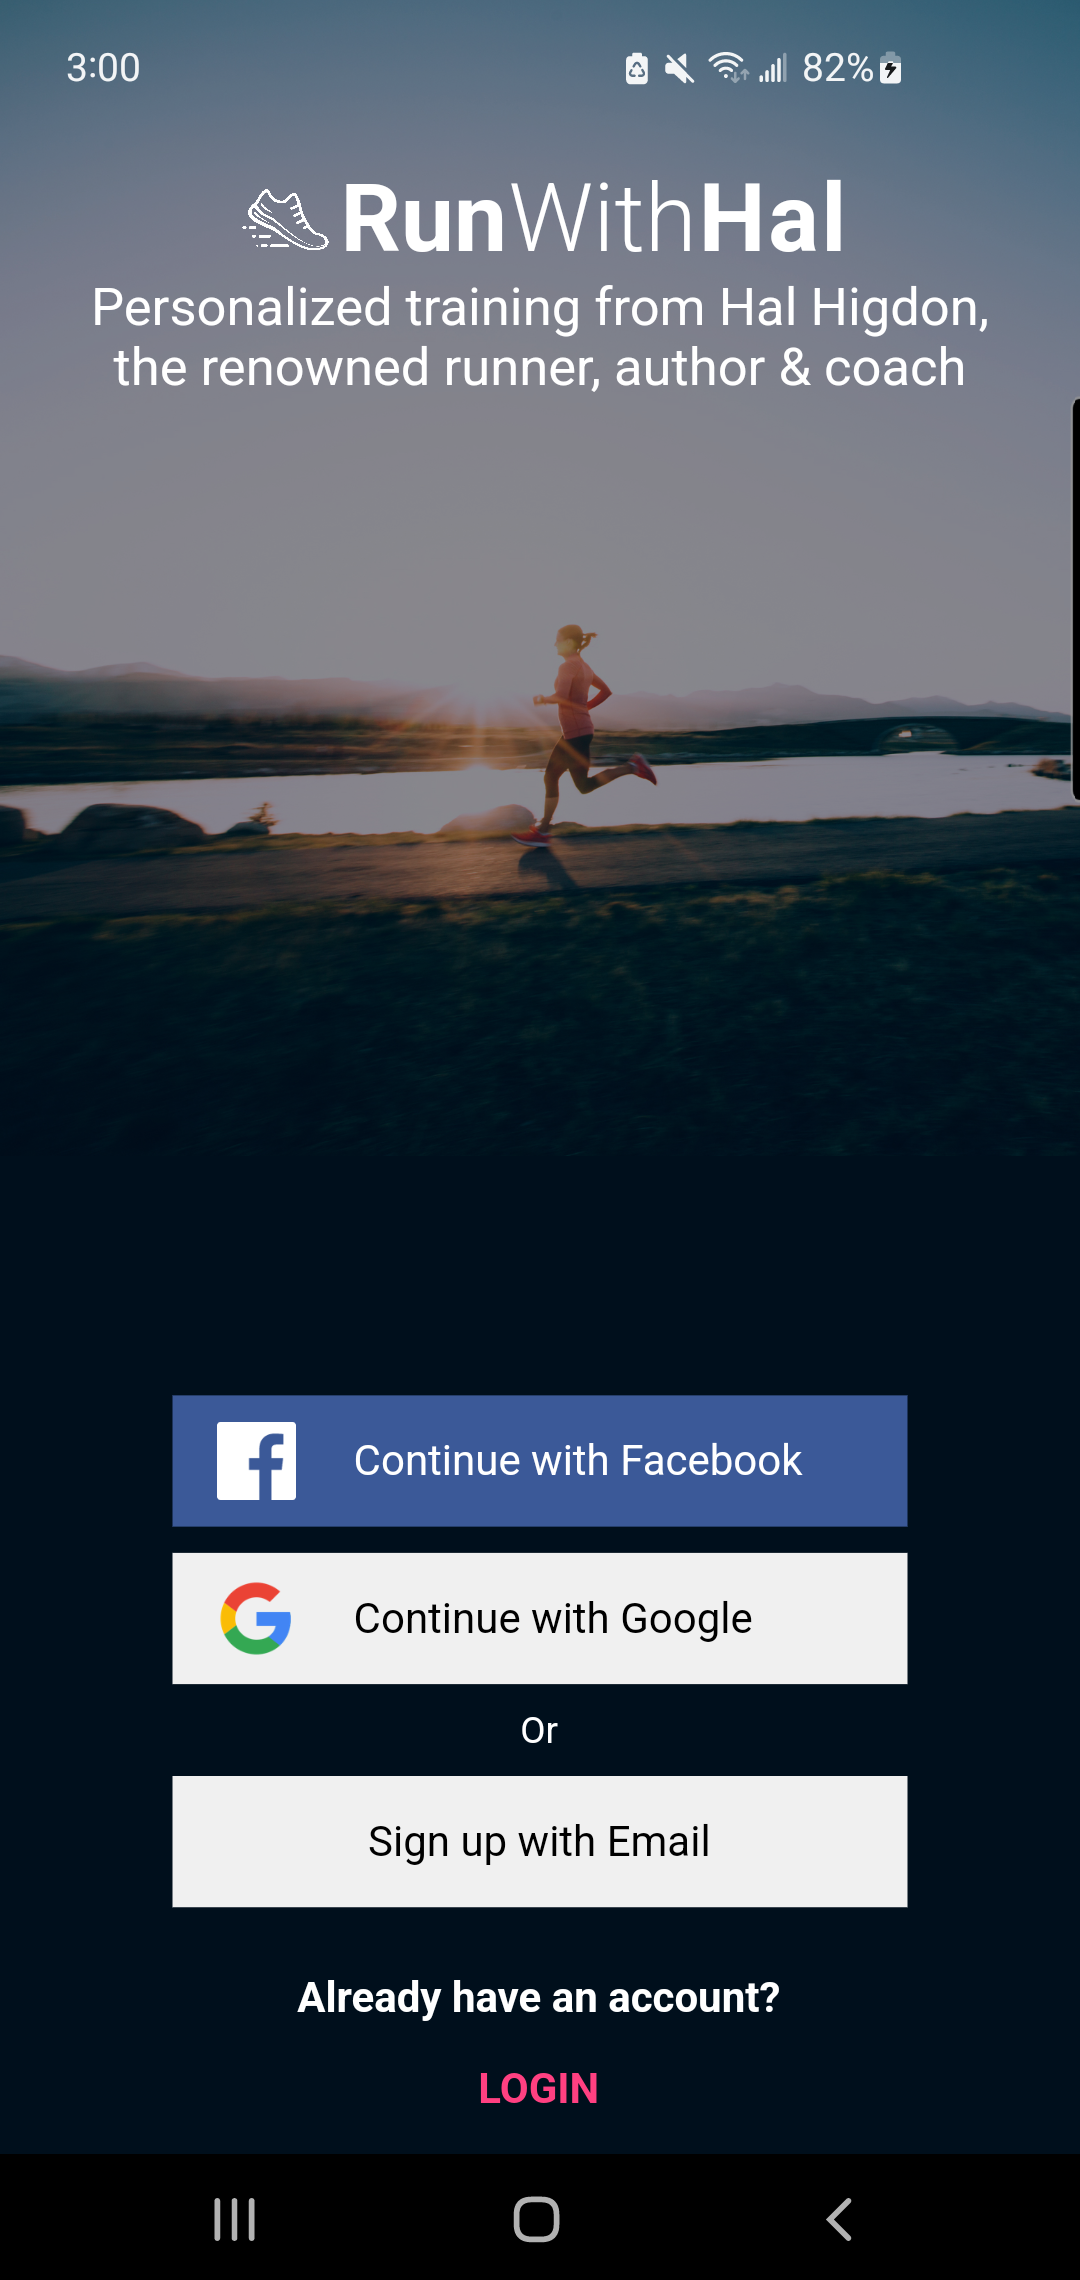 3:00
82%
RunWithHal
Personalized training from Hal Higdon,
the renowned runner, author & coach
Continue with Facebook
Continue with Google
Or
Sign up with Email
Already have an account?
LOGIN